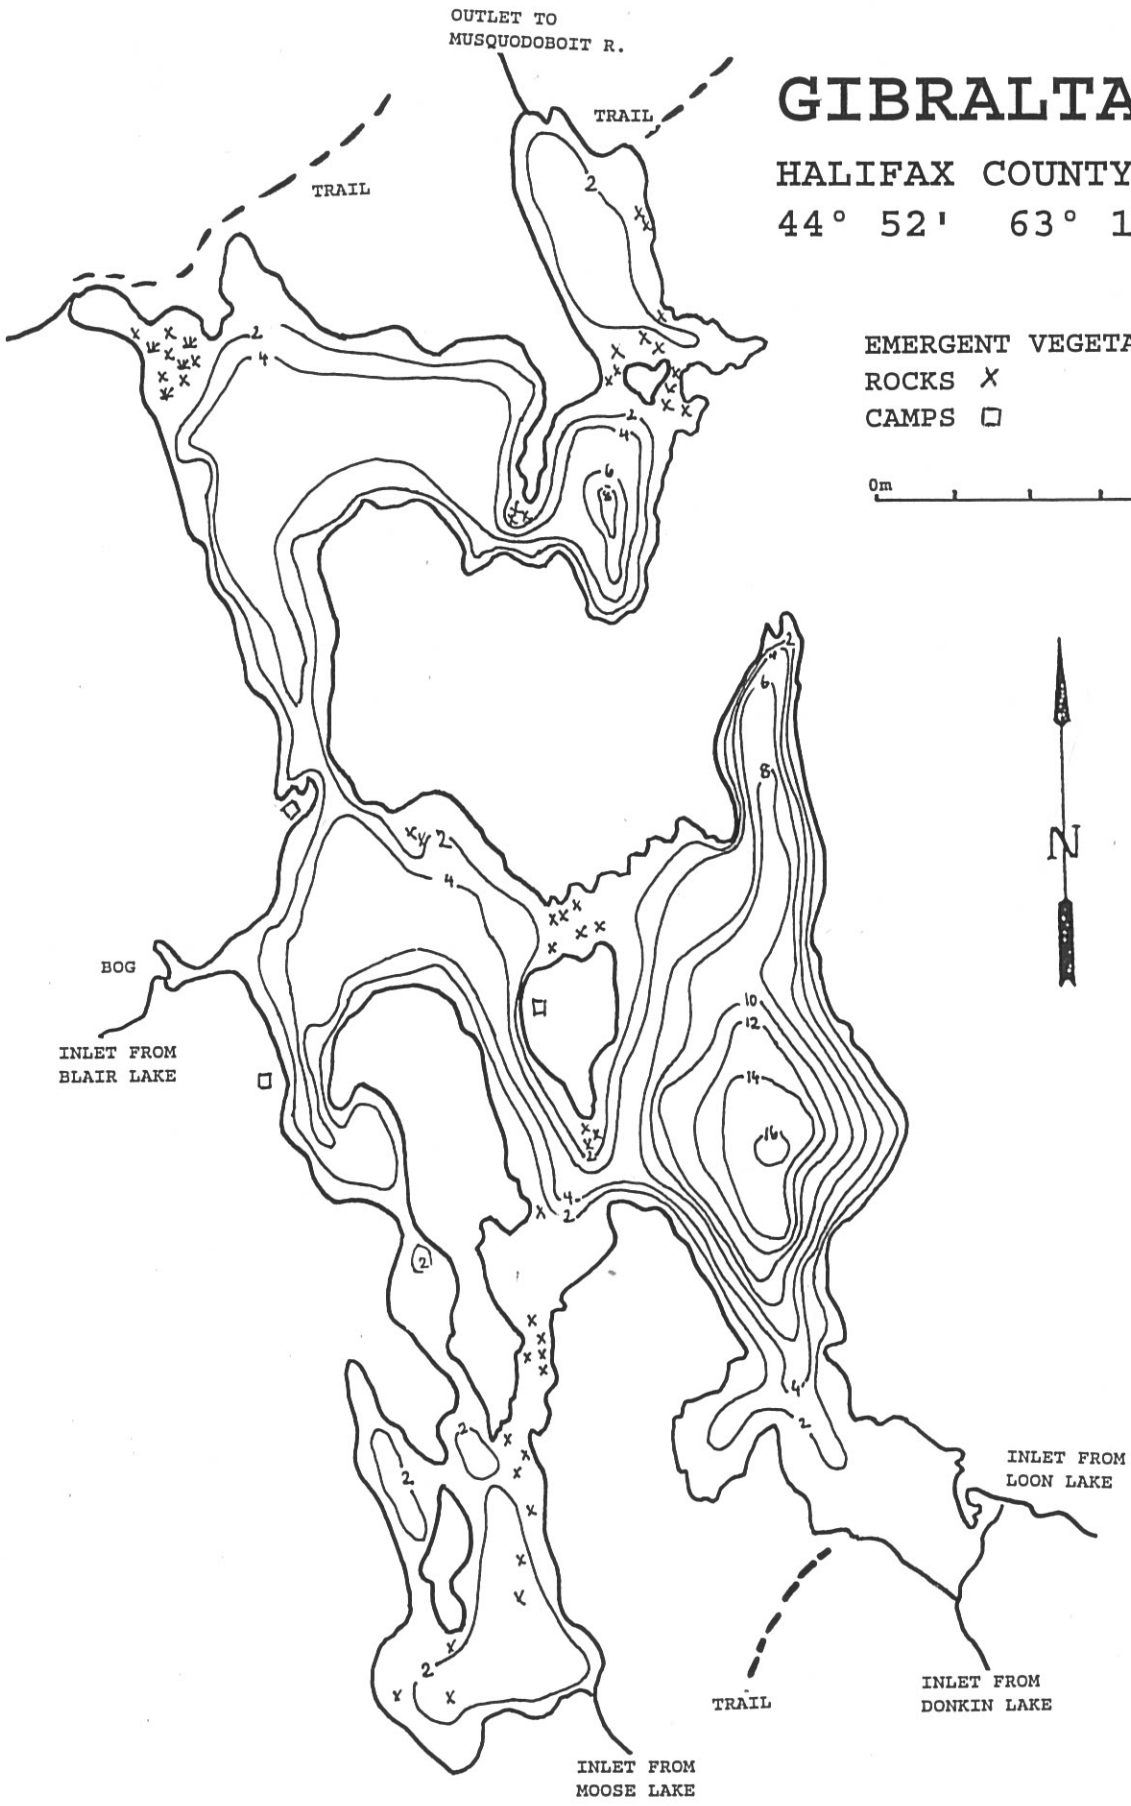 OUTLET TO
MUSQUODOBOIT R.
TRAIL
TRAIL
GIBRALTA
HALIFAX COUNTY
44° 52' 63° 1
EMERGENT VEGETA
ROCKS X
CAMPS □
0m
2
2
4
2
4
6
8
2
4
6
8
2
4
N
BOG
INLET FROM
BLAIR LAKE
10
12
14
16
2
4
2
2
4
2
2
2
INLET FROM
LOON LAKE
2
TRAIL
INLET FROM
DONKIN LAKE
INLET FROM
MOOSE LAKE